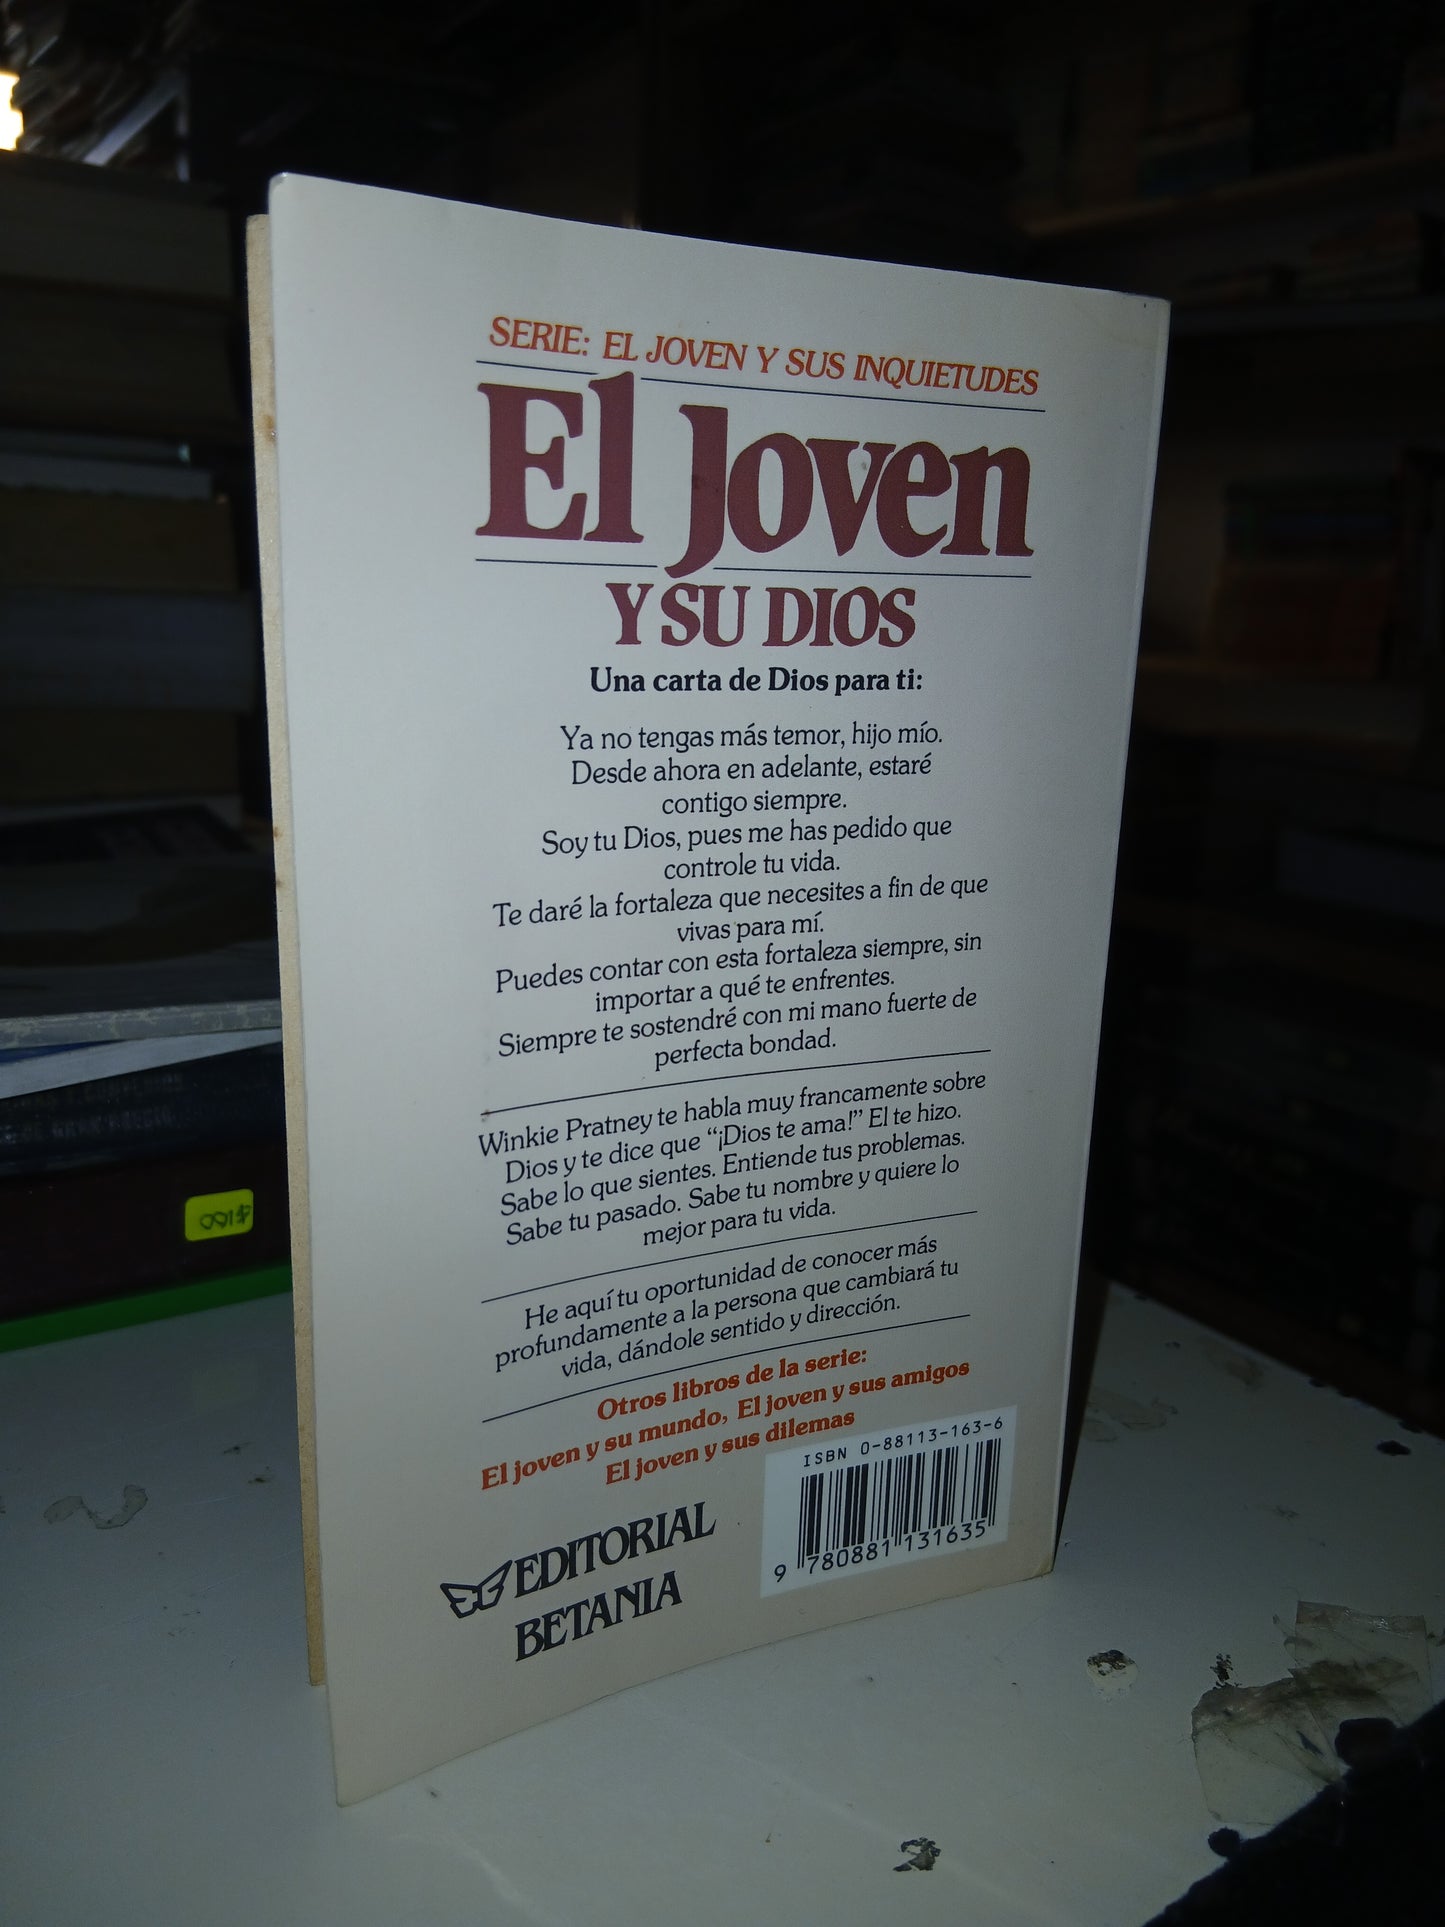 SERIE: EL JOVEN Y SUS INQUIETUDES
El Joven
Y SU DIOS
Una carta de Dios para ti:
Ya no tengas más temor, hijo mío.
Desde ahora en adelante, estaré
contigo siempre.
Soy tu Dios, pues me has pedido que
controle tu vida.
Te daré la fortaleza que necesites a fin de que
vivas para mí.
Puedes contar con esta fortaleza siempre, sin
importar a qué te enfrentes.
Siempre te sostendré con mi mano fuerte de
perfecta bondad.
Winkie Pratney te habla muy francamente sobre
Dios y te dice que “¡Dios te ama!” El te hizo.
Sabe lo que sientes. Entiende tus problemas.
Sabe tu pasado. Sabe tu nombre y quiere lo
mejor para tu vida.
He aquí tu oportunidad de conocer más
profundamente a la persona que cambiará tu
vida, dándole sentido y dirección.
Otros libros de la serie:
El joven y su mundo, El joven y sus amigos
El joven y sus dilemas
ISBN 0-88113-163-6
9 780881 131635
EDITORIAL
BETANIA